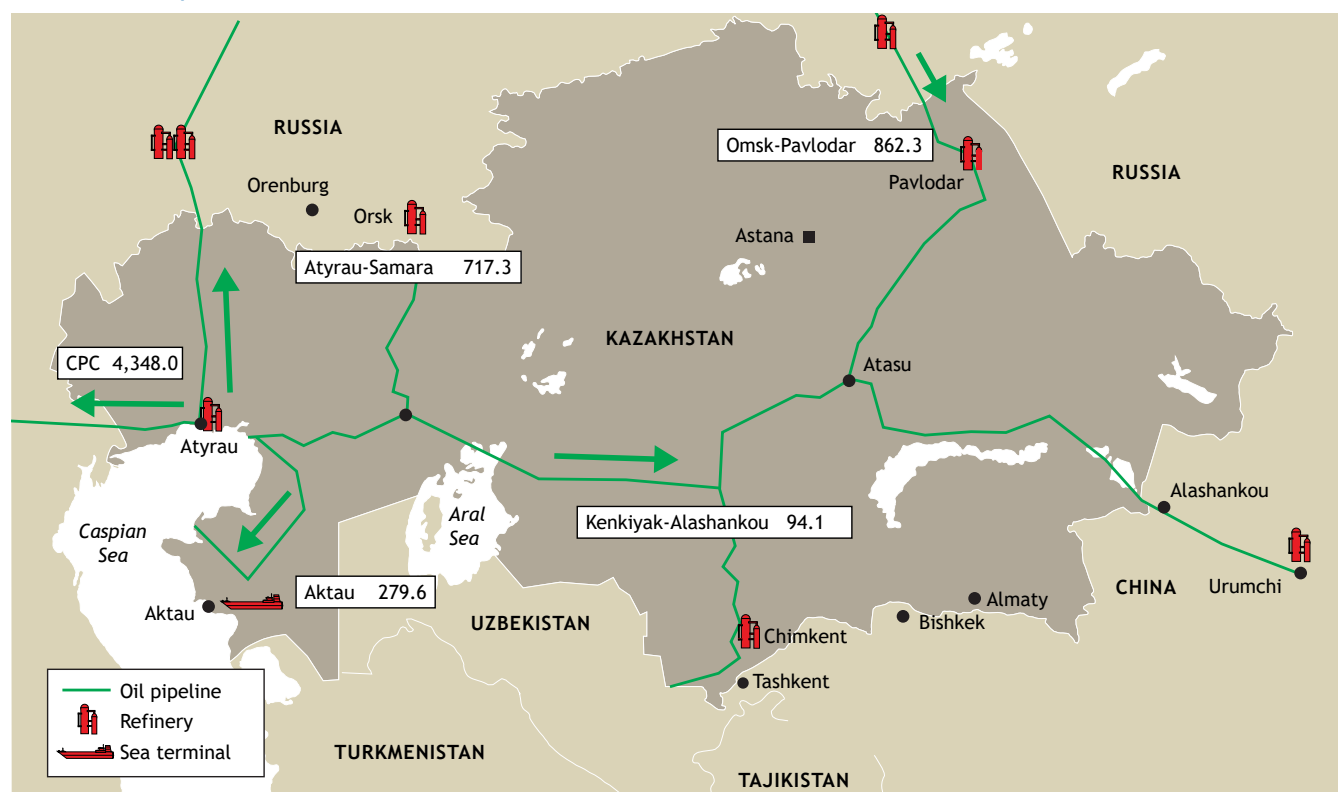 RUSSIA
Orenburg
Orsk
Omsk-Pavlodar 862.3
Pavlodar
RUSSIA
Astana
Atyrau-Samara 717.3
KAZAKHSTAN
CPC 4,348.0
Atasu
Atyrau
Alashankou
Kenkiyak-Alashankou 94.1
Aral
Sea
Caspian
Sea
Urumchi
CHINA
Aktau 279.6
Aktau
Almaty
Bishkek
UZBEKISTAN
Chimkent
Tashkent
Oil pipeline
Refinery
Sea terminal
TURKMENISTAN
TAJIKISTAN